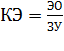 КЭ = ЭО/ЗУ